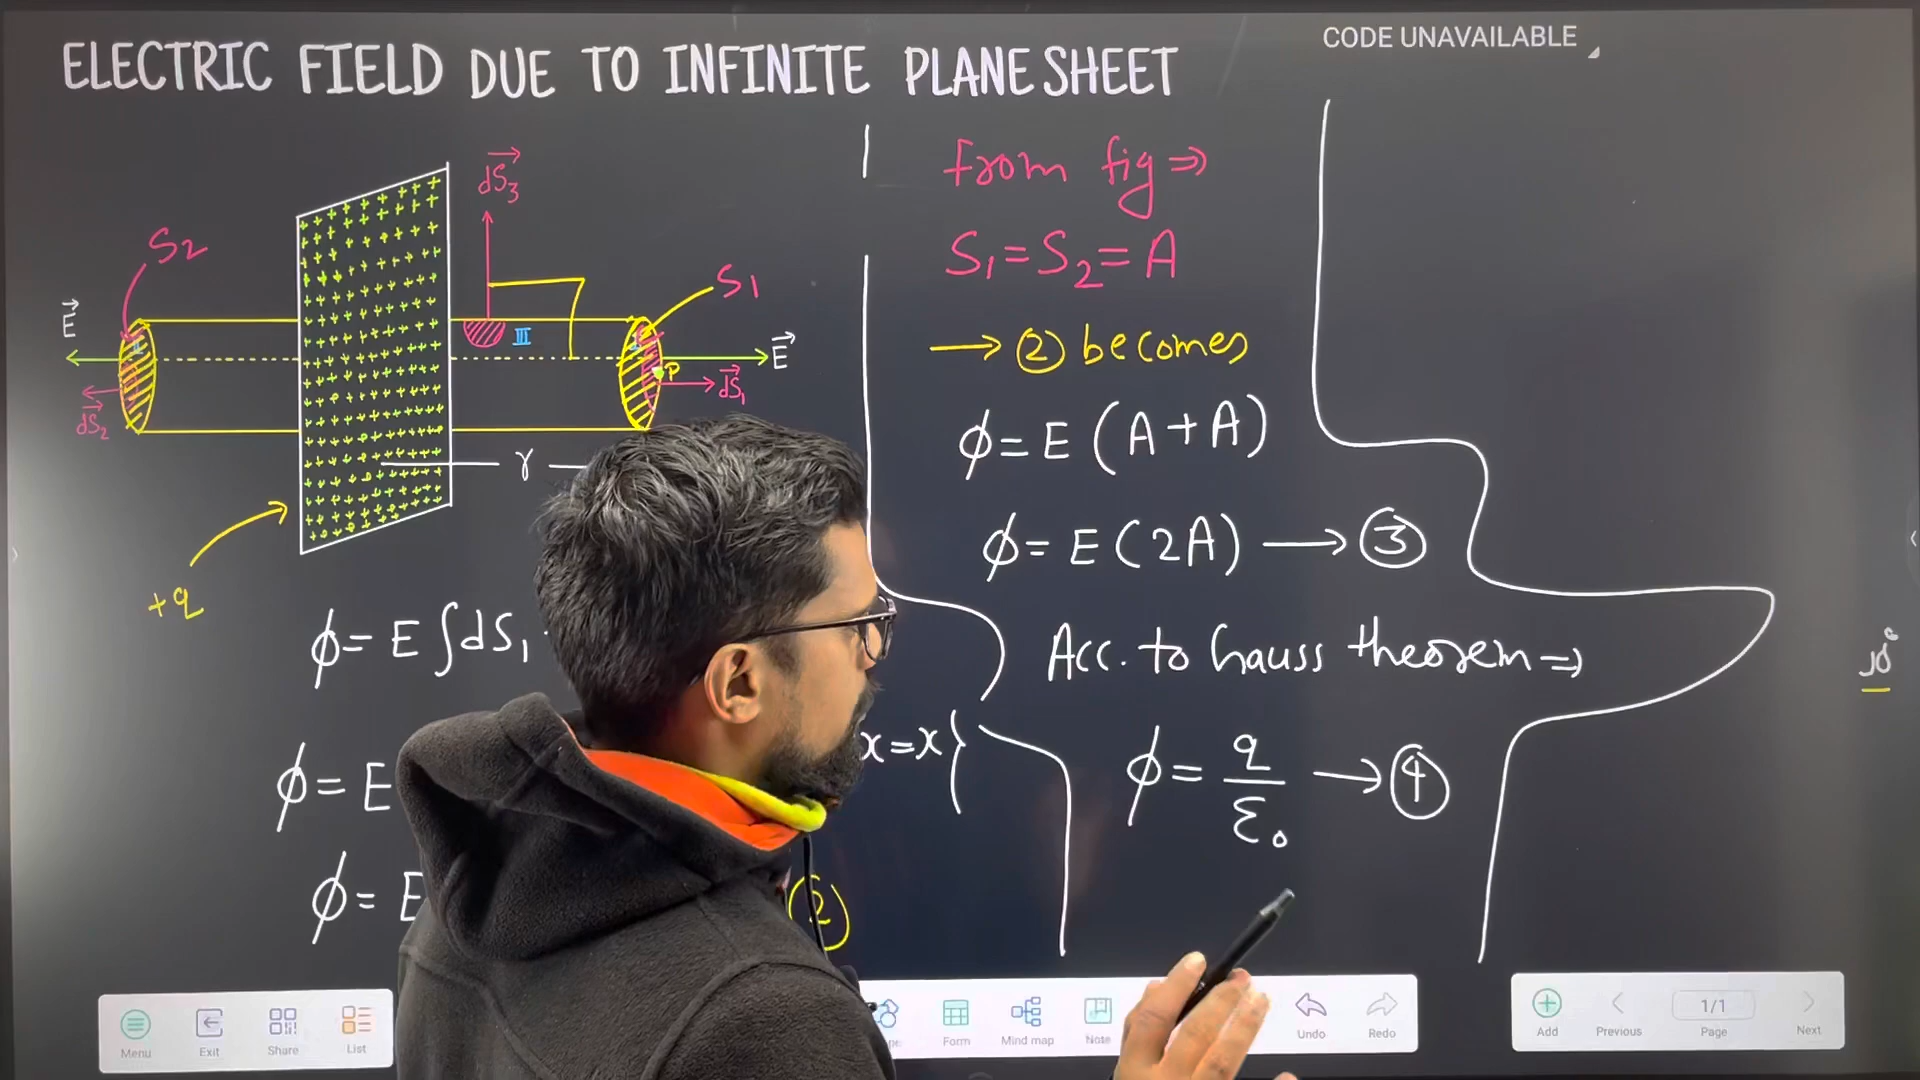 ELECTRIC FIELD DUE TO INFINITE PLANE SHEET
CODE UNAVAILABLE
dS3
S2
S1
E
III
E
P
dS1
dS2
r
+q
φ= E∫dS1
φ= E
φ= E
2
x=x}
from fig⇒
S1=S2=A
→ ② becomes
φ=E(A+A)
φ=E(2A) → ③
Acc. to Gauss theorem⇒
φ= q/ε0 → ④
Menu
Exit
Share
List
Form
Mind map
Note
Undo
Redo
Add
Previous
1/1
Page
Next